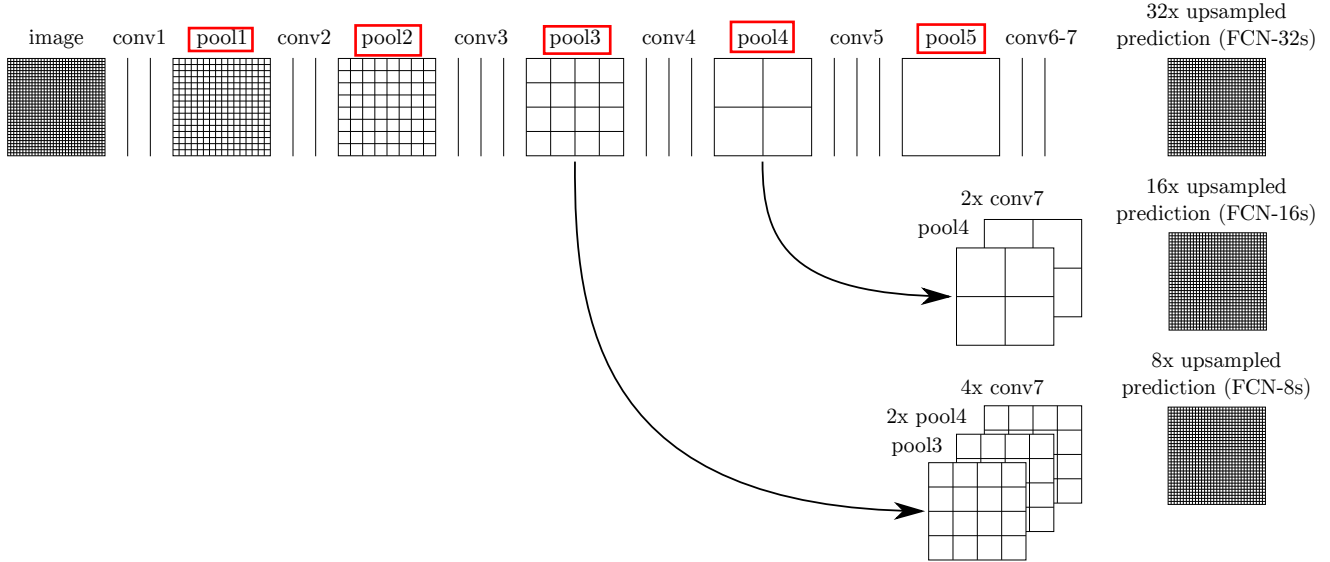 image conv1 pool1 conv2 pool2 conv3 pool3 conv4 pool4 conv5 pool5 conv6-7
32x upsampled
prediction (FCN-32s)
2x conv7
pool4
16x upsampled
prediction (FCN-16s)
4x conv7
2x pool4
pool3
8x upsampled
prediction (FCN-8s)